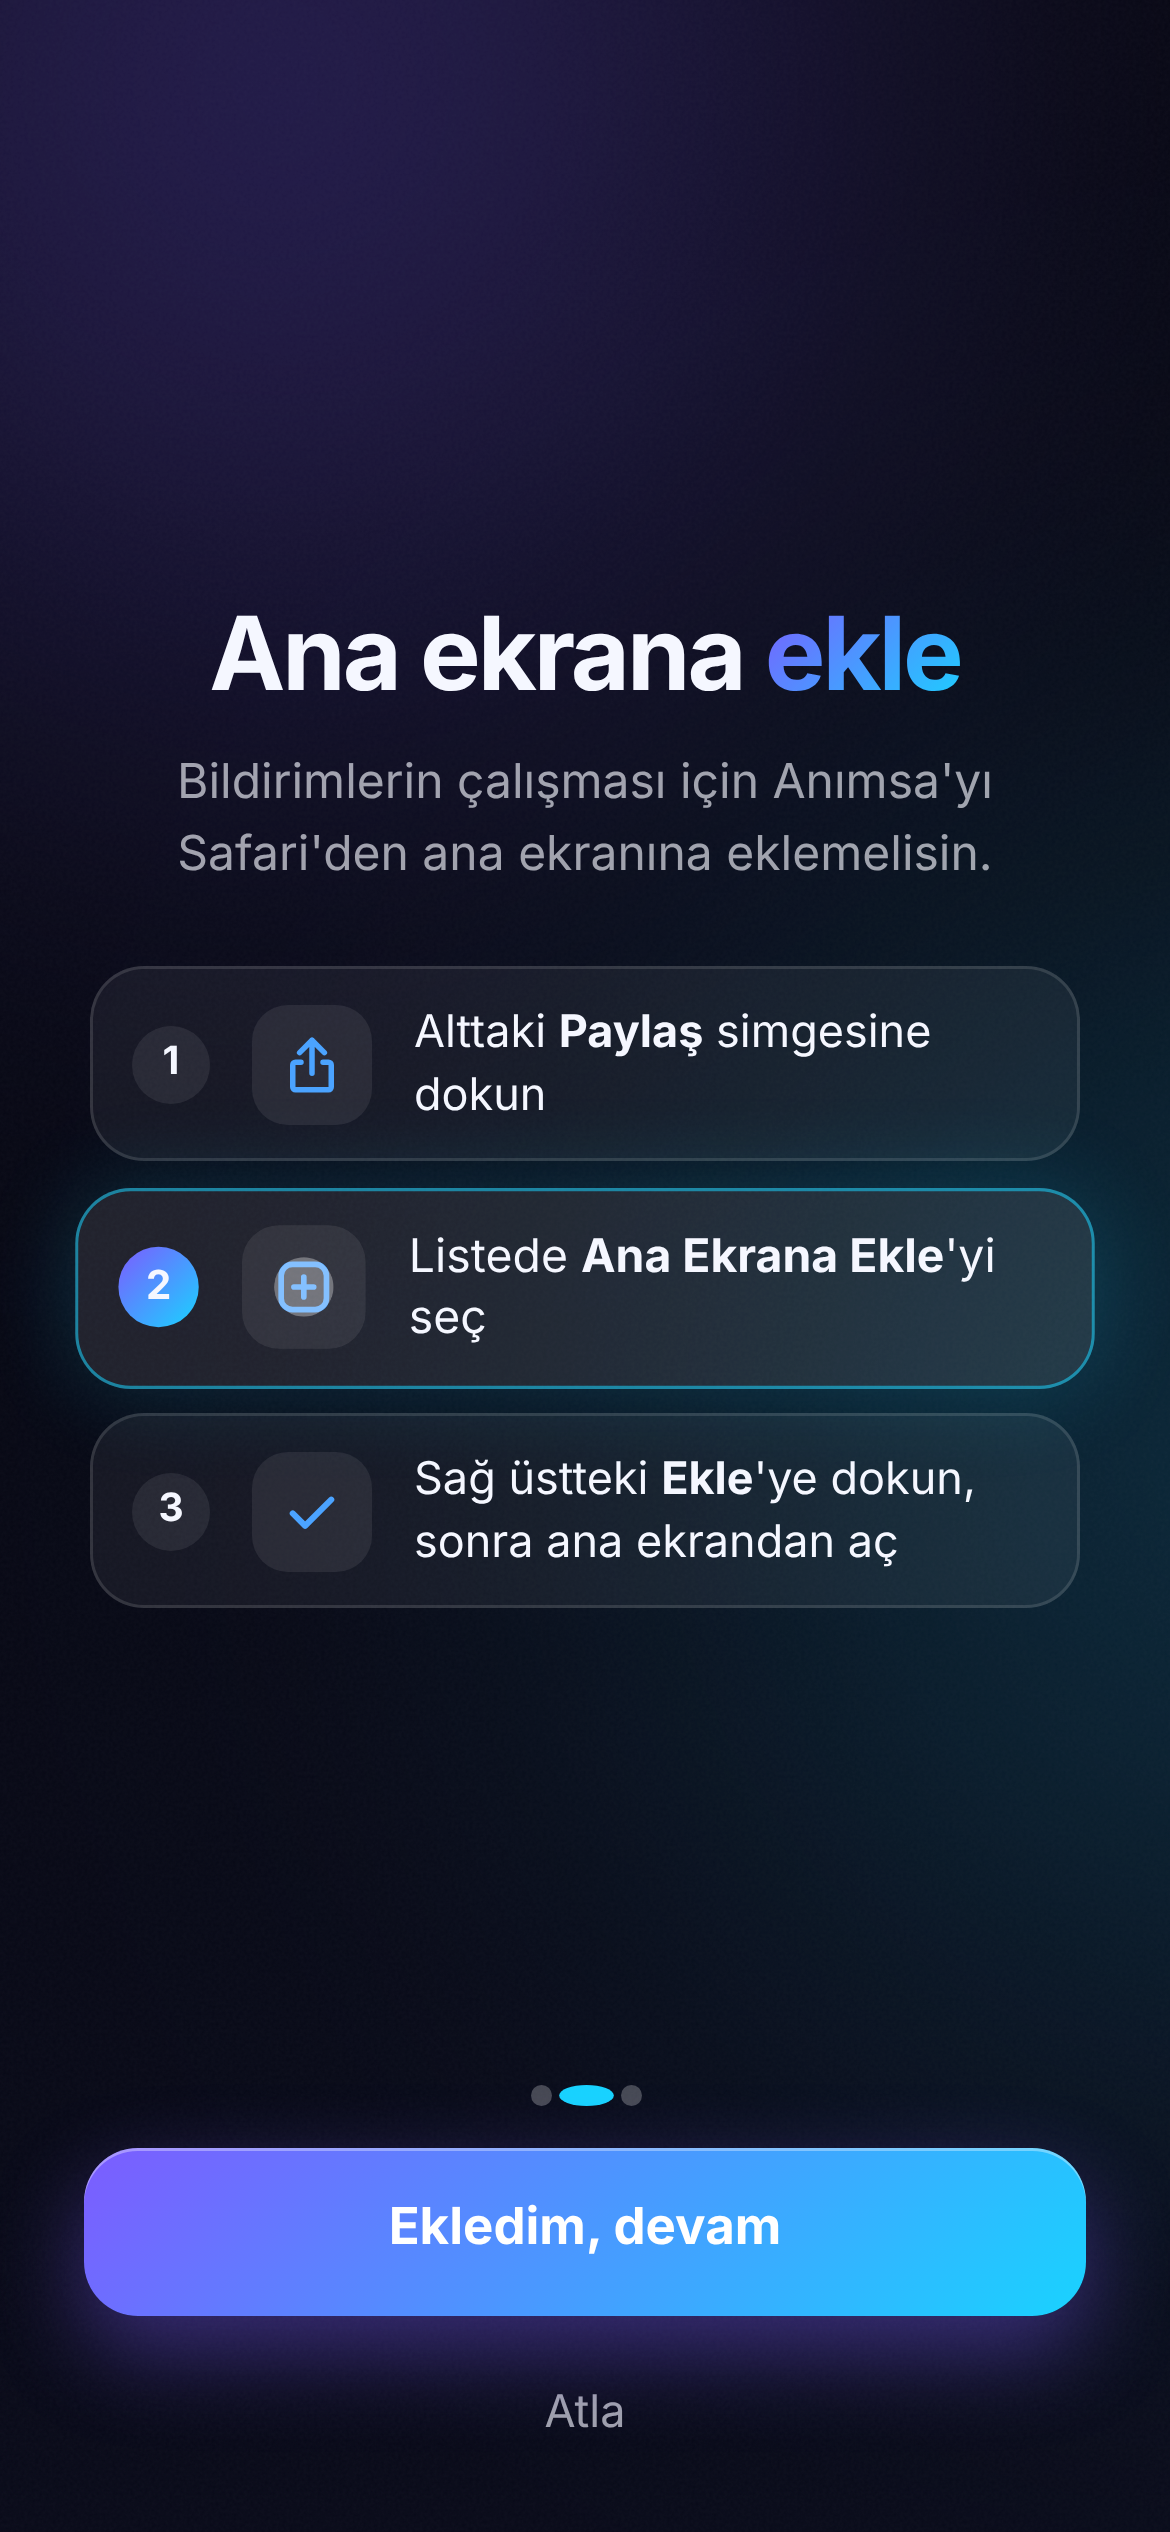 Ana ekrana ekle
Bildirimlerin çalışması için Anımsa'yı
Safari'den ana ekranına eklemelisin.
1
Alttaki Paylaş simgesine
dokun
2
Listede Ana Ekrana Ekle'yi
seç
3
Sağ üstteki Ekle'ye dokun,
sonra ana ekrandan aç
Ekledim, devam
Atla